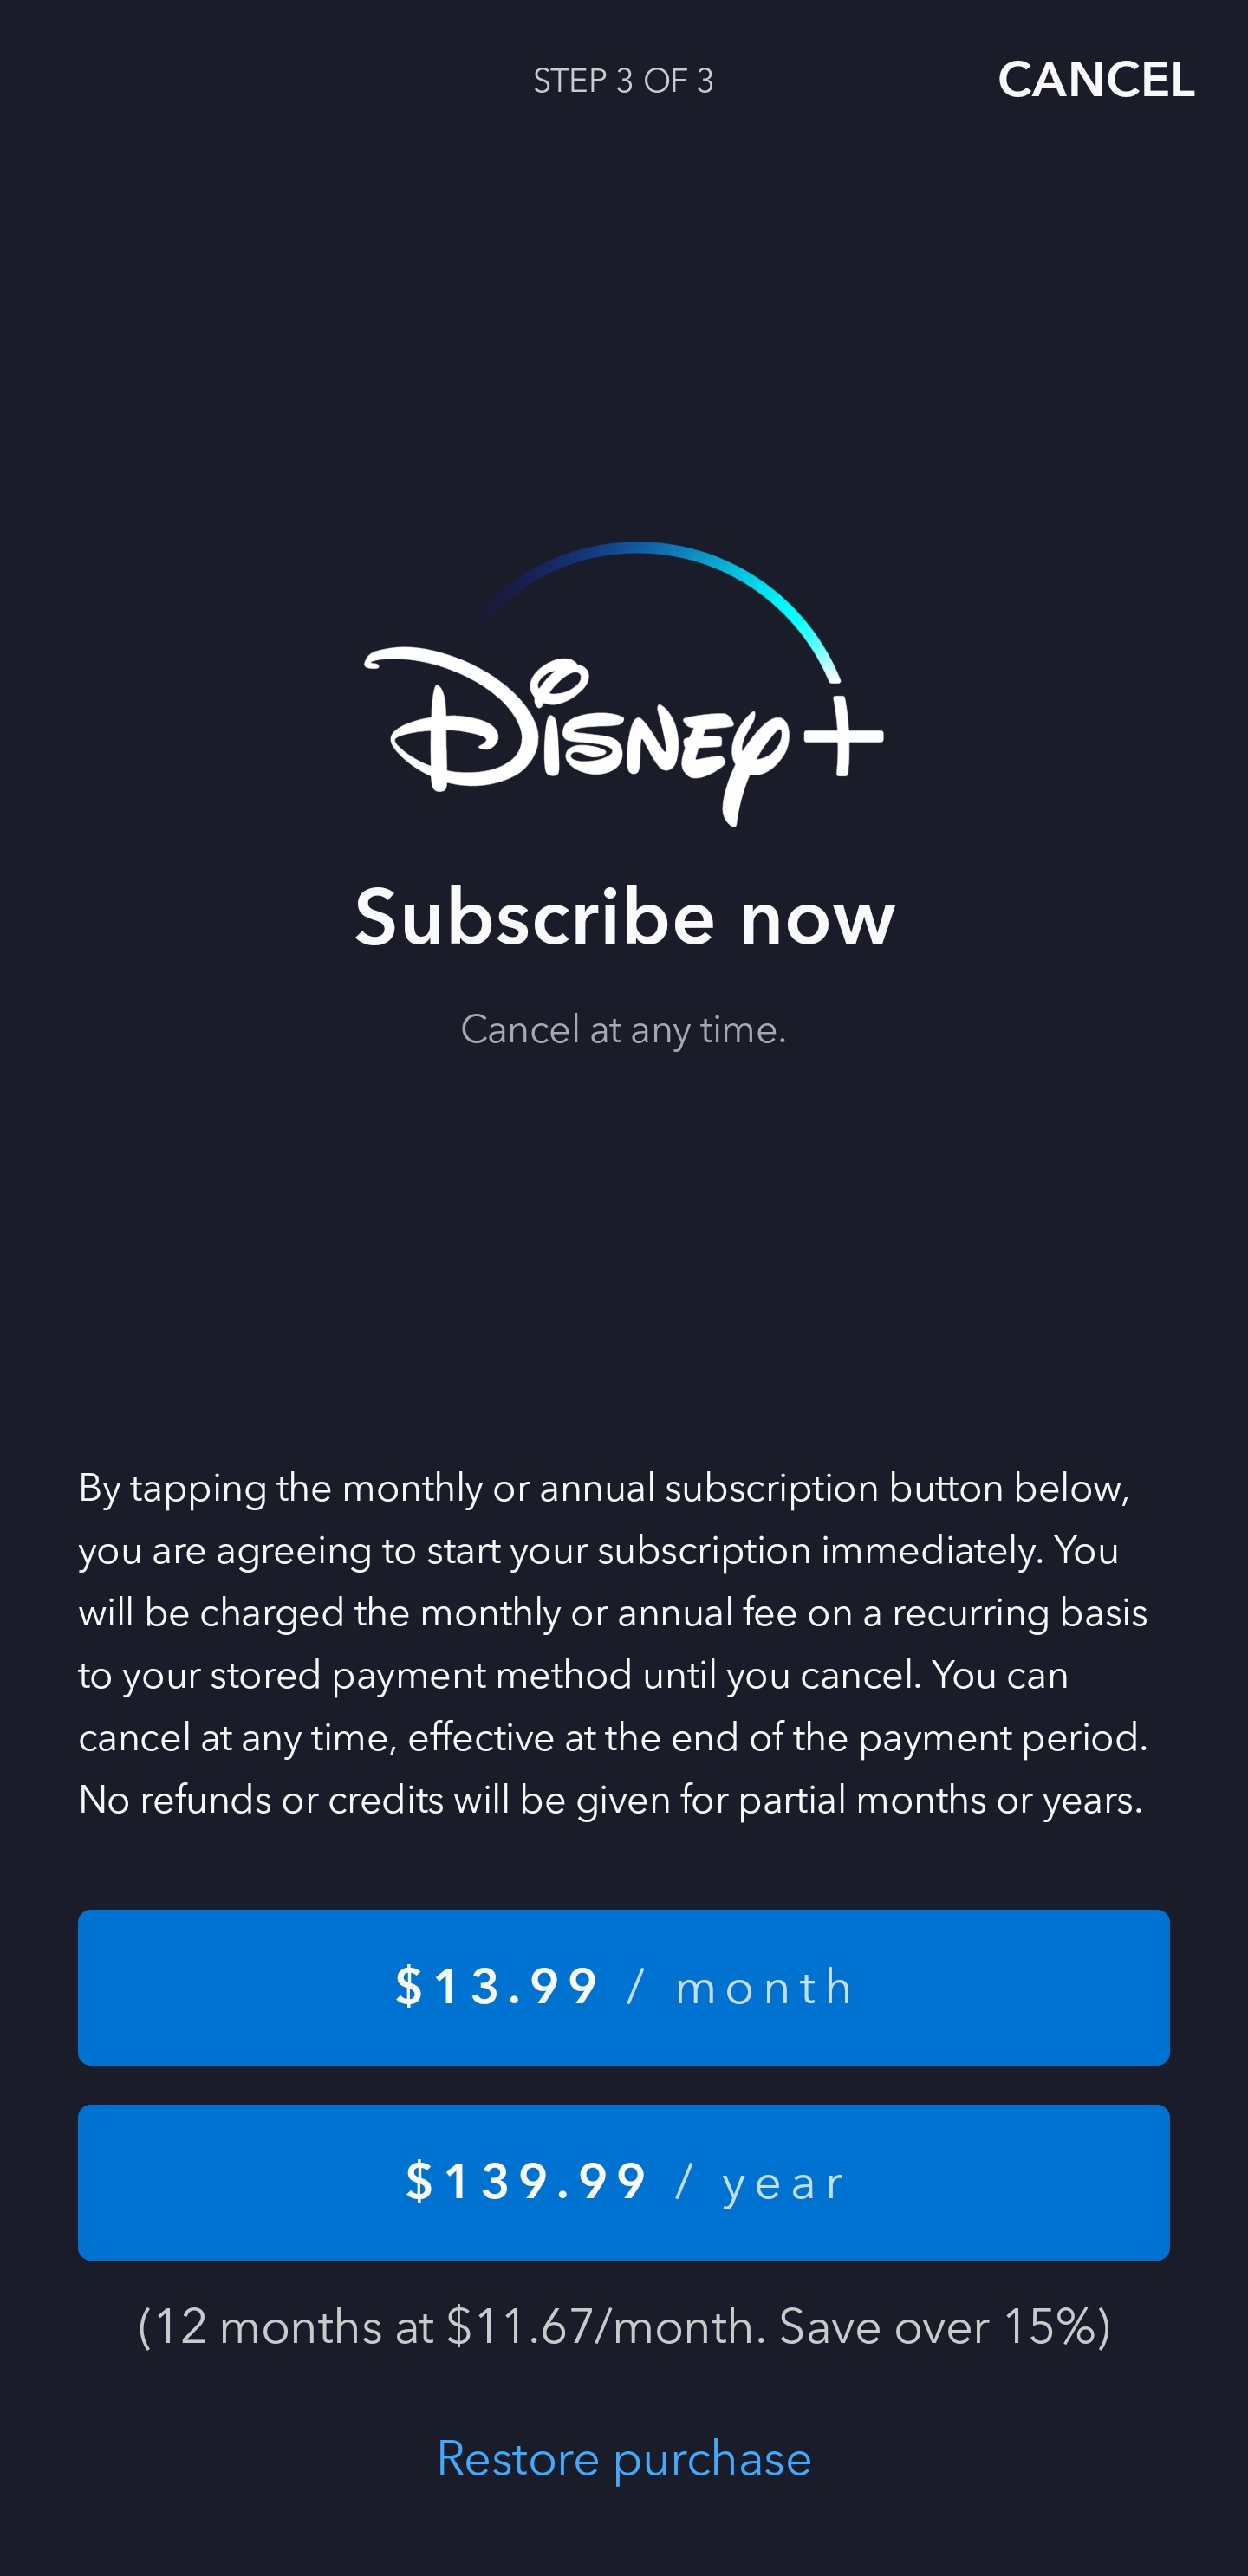 STEP 3 OF 3
CANCEL
Disney+
Subscribe now
Cancel at any time.
By tapping the monthly or annual subscription button below,
you are agreeing to start your subscription immediately. You
will be charged the monthly or annual fee on a recurring basis
to your stored payment method until you cancel. You can
cancel at any time, effective at the end of the payment period.
No refunds or credits will be given for partial months or years.
$13.99 / month
$139.99 / year
(12 months at $11.67/month. Save over 15%)
Restore purchase